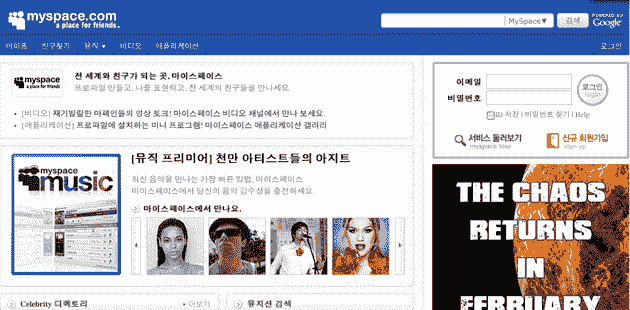 myspace.com
a place for friends
MySpace▼ 검색
POWERED BY
Google
친구찾기 뮤직 ▼ 비디오 애플리케이션 로그인
myspace
a place for friends
전 세계와 친구가 되는 곳, 마이스페이스
프로파일 만들고, 나를 표현하고, 전 세계의 친구들을 만나세요.
[비디오] 재기발랄한 마페인들의 영상 토크! 마이스페이스 비디오 채널에서 만나 보세요.
[애플리케이션] 프로파일에 설치하는 미니 프로그램! 마이스페이스 애플리케이션 갤러리
이메일
비밀번호
로그인
login
ID 저장 | 비밀번호 찾기 | Help
서비스 둘러보기
myspace tour
신규 회원가입
sign up
myspace
music
[뮤직 프리미어] 천만 아티스트들의 아지트
최신 음악을 만나는 가장 빠른 방법, 마이스페이스
마이스페이스에서 당신의 음악 감수성을 충전하세요.
마이스페이스에서 만나요.
THE CHAOS
RETURNS
IN
FEBRUARY
Celebrity 디렉토리 더보기
뮤지션 검색